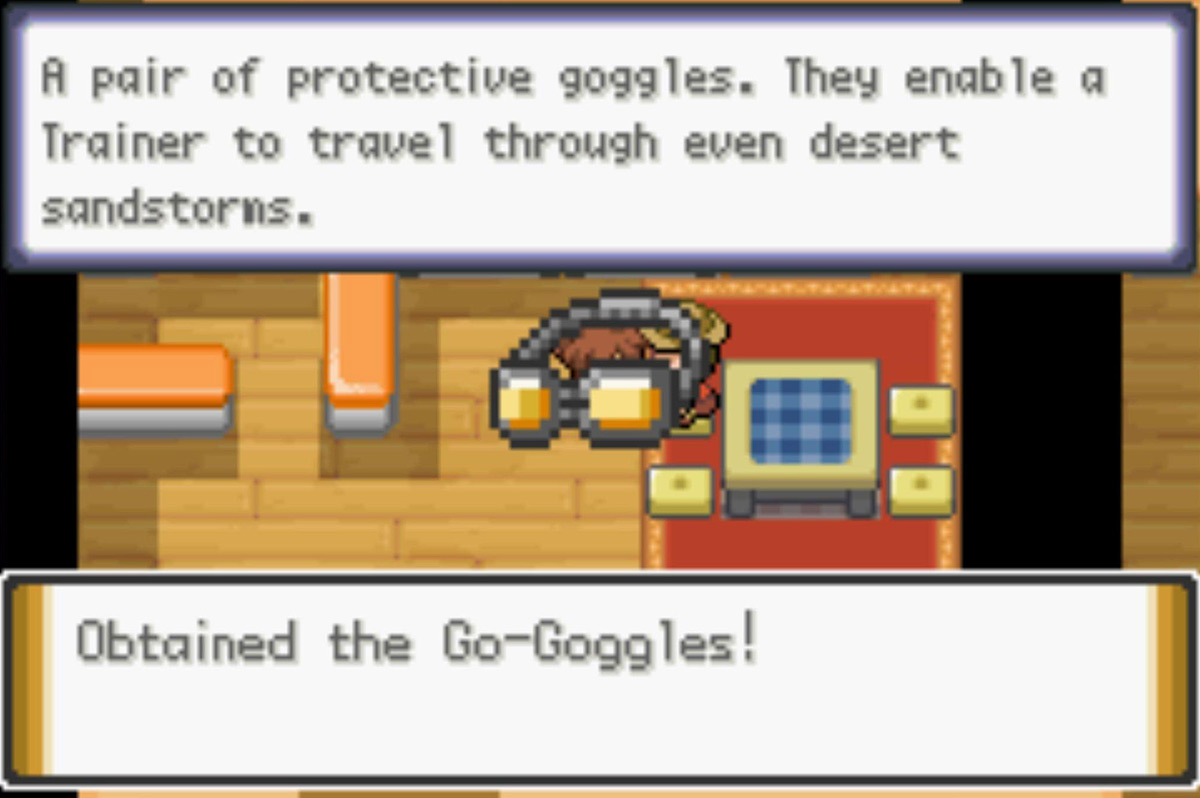 A pair of protective goggles. They enable a
Trainer to travel through even desert
sandstorms.
Obtained the Go-Goggles!